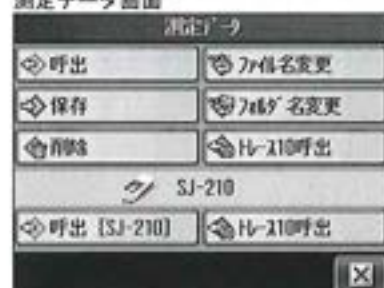 測定データ画面
測定ﾃﾞｰﾀ
呼出
ﾌｧｲﾙ名変更
保存
ﾌｫﾙﾀﾞ名変更
削除
ﾄﾚｰｽ10呼出
SJ-210
呼出 [SJ-210]
ﾄﾚｰｽ10呼出